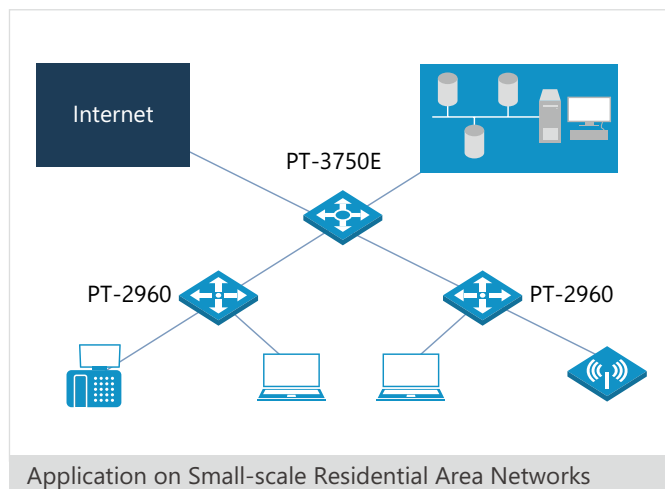 Internet
PT-3750E
PT-2960
PT-2960
Application on Small-scale Residential Area Networks